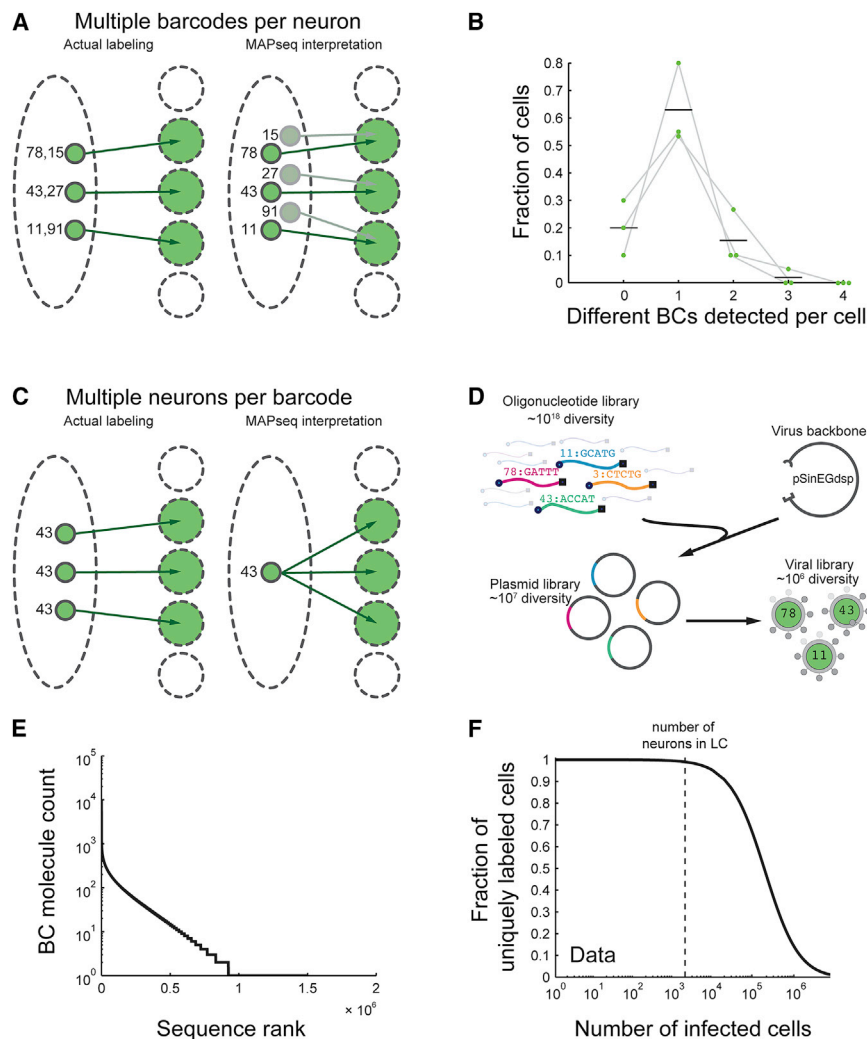 A
Multiple barcodes per neuron
Actual labeling
MAPseq interpretation
78,15
43,27
11,91
15
78
27
43
91
11
B
Fraction of cells
0.8
0.7
0.6
0.5
0.4
0.3
0.2
0.1
0
0 1 2 3 4
Different BCs detected per cell
C
Multiple neurons per barcode
Actual labeling
MAPseq interpretation
43
43
43
43
D
Oligonucleotide library
~10¹⁸ diversity
11:GCATG
78:GATTT
3:CTCTG
43:ACCAT
Virus backbone
pSinEGdsp
Plasmid library
~10⁷ diversity
Viral library
~10⁶ diversity
78
43
11
E
BC molecule count
10⁵
10⁴
10³
10²
10¹
10⁰
0 0.5 1 1.5 2
× 10⁶
Sequence rank
F
number of
neurons in LC
Fraction of
uniquely labeled cells
1
0.9
0.8
0.7
0.6
0.5
0.4
0.3
0.2
0.1
0
Data
10⁰ 10¹ 10² 10³ 10⁴ 10⁵ 10⁶
Number of infected cells